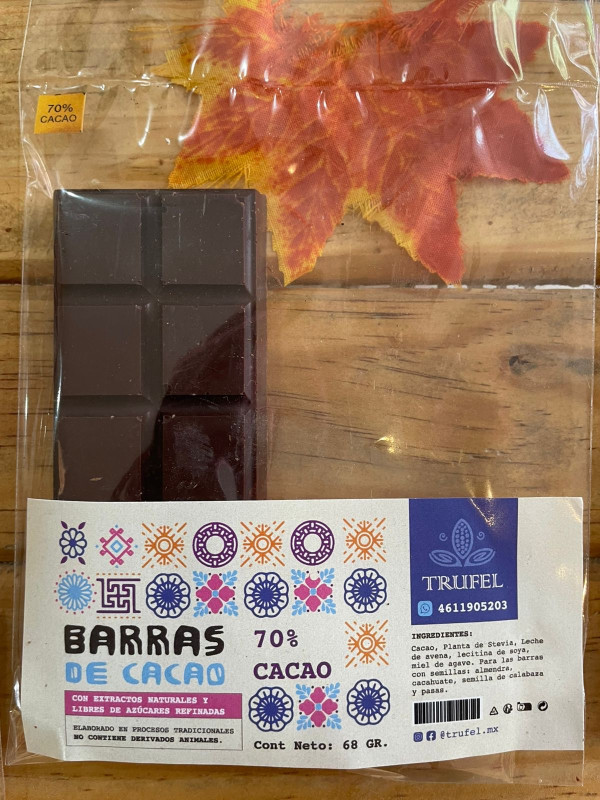 70%
CACAO
TRUFEL
4611905203
BARRAS
DE CACAO
70%
CACAO
CON EXTRACTOS NATURALES Y
LIBRES DE AZÚCARES REFINADAS
ELABORADO EN PROCESOS TRADICIONALES
NO CONTIENE DERIVADOS ANIMALES.
Cont Neto: 68 GR.
INGREDIENTES:
Cacao, Planta de Stevia, Leche
de avena, lecitina de soya,
miel de agave. Para las barras
con semillas: almendra,
cacahuate, semilla de calabaza
y pasas.
@trufel.mx